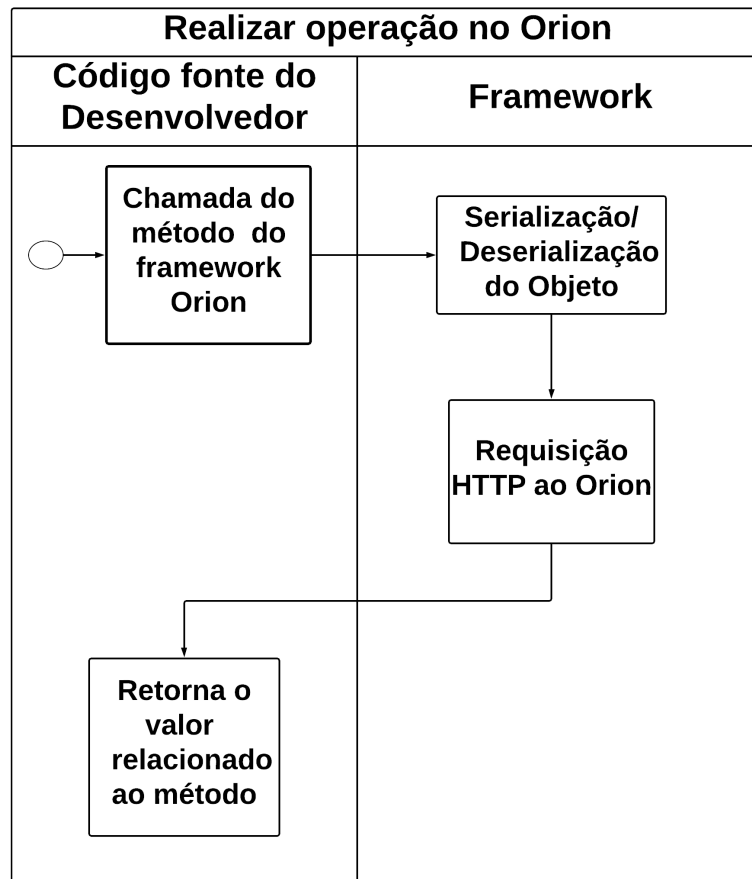 Realizar operação no Orion
Código fonte do
Desenvolvedor
Framework
Chamada do
método do
framework
Orion
Serialização/
Deserialização
do Objeto
Requisição
HTTP ao Orion
Retorna o
valor
relacionado
ao método